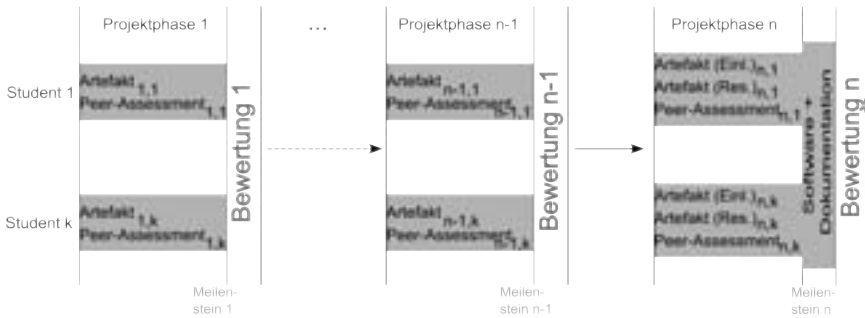 Projektphase 1
...
Projektphase n-1
Projektphase n
Student 1
Artefakt 1,1
Peer-Assessment 1,1
Bewertung 1
Artefakt n-1,1
Peer-Assessment n-1,1
Bewertung n-1
Artefakt (Einl.) n,1
Artefakt (Res.) n,1
Peer-Assessment n,1
Software +
Dokumentation
Bewertung n
Student k
Artefakt 1,k
Peer-Assessment 1,k
Artefakt n-1,k
Peer-Assessment n-1,k
Artefakt (Einl.) n,k
Artefakt (Res.) n,k
Peer-Assessment n,k
Meilen-
stein 1
Meilen-
stein n-1
Meilen-
stein n